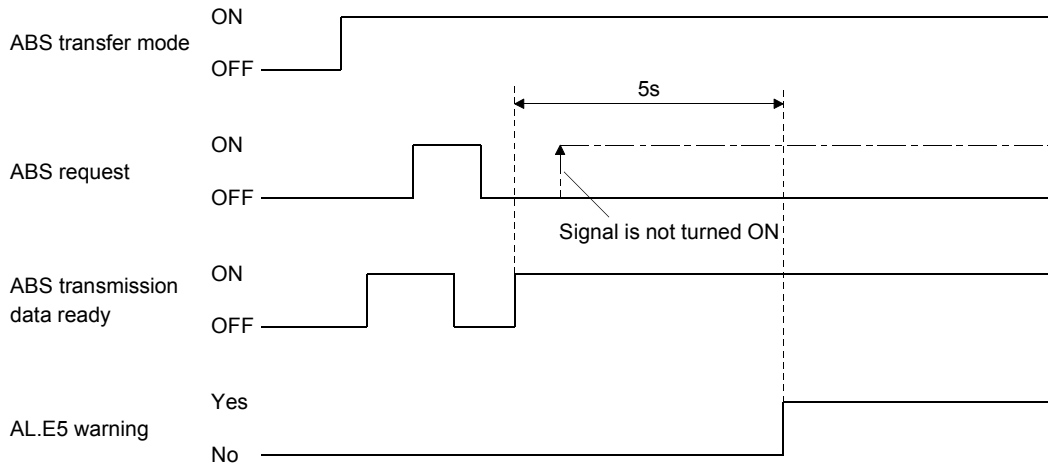 ON
ABS transfer mode
OFF
5s
ON
ABS request
OFF
Signal is not turned ON
ON
ABS transmission
data ready
OFF
Yes
AL.E5 warning
No